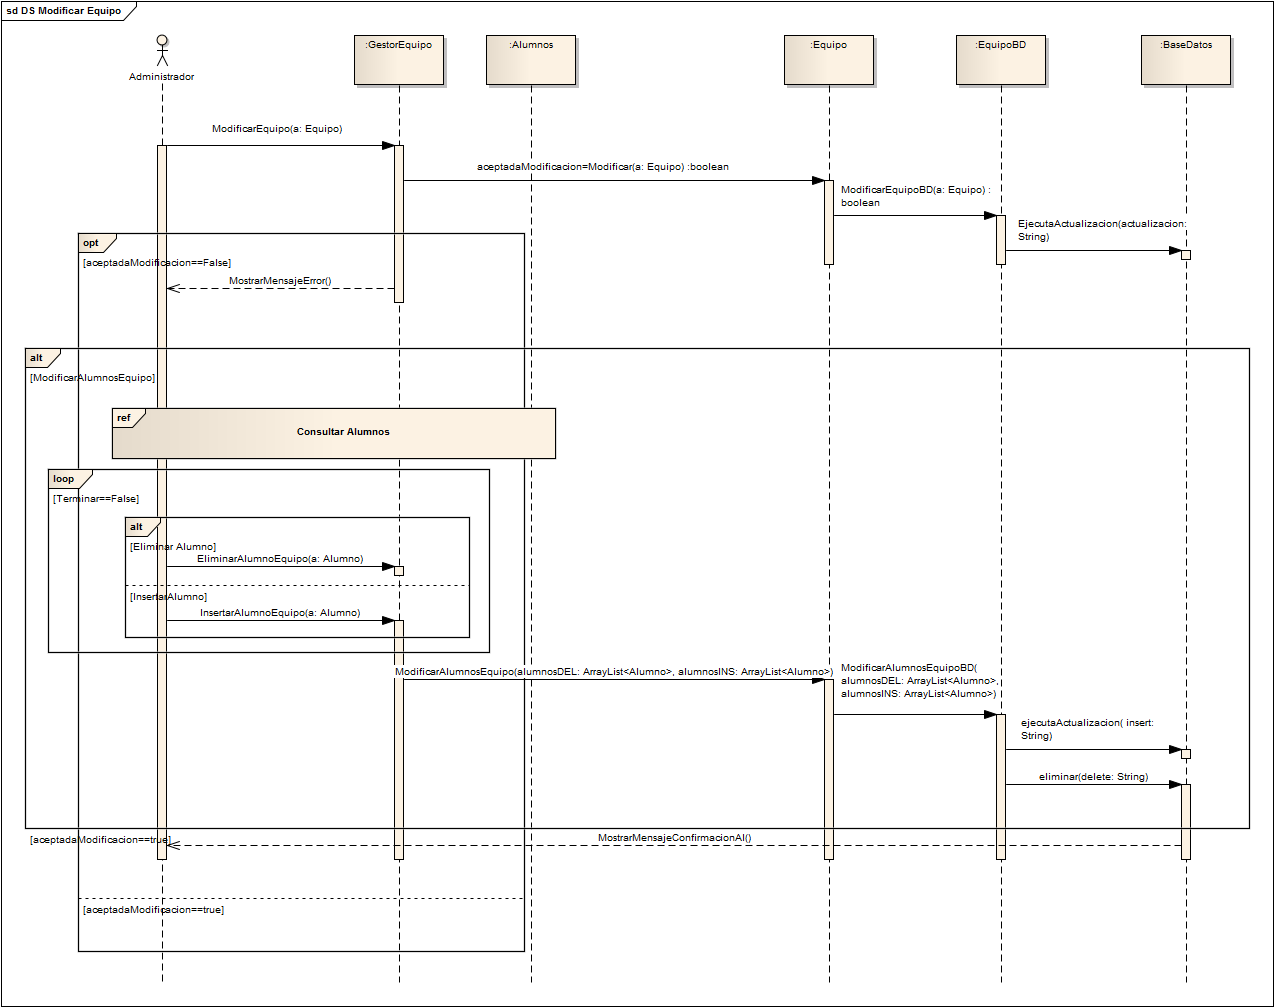 sd DS Modificar Equipo
:GestorEquipo
:Alumnos
:Equipo
:EquipoBD
:BaseDatos
Administrador
ModificarEquipo(a: Equipo)
aceptadaModificacion=Modificar(a: Equipo) :boolean
ModificarEquipoBD(a: Equipo) :
boolean
EjecutaActualizacion(actualizacion:
String)
opt
[aceptadaModificacion==False]
MostrarMensajeError()
alt
[ModificarAlumnosEquipo]
ref
Consultar Alumnos
loop
[Terminar==False]
alt
[Eliminar Alumno]
EliminarAlumnoEquipo(a: Alumno)
[InsertarAlumno]
InsertarAlumnoEquipo(a: Alumno)
ModificarAlumnosEquipo(alumnosDEL: ArrayList<Alumno>, alumnosINS: ArrayList<Alumno>)
ModificarAlumnosEquipoBD(
alumnosDEL: ArrayList<Alumno>,
alumnosINS: ArrayList<Alumno>)
ejecutaActualizacion( insert:
String)
eliminar(delete: String)
[aceptadaModificacion==true]
MostrarMensajeConfirmacionAI()
[aceptadaModificacion==true]